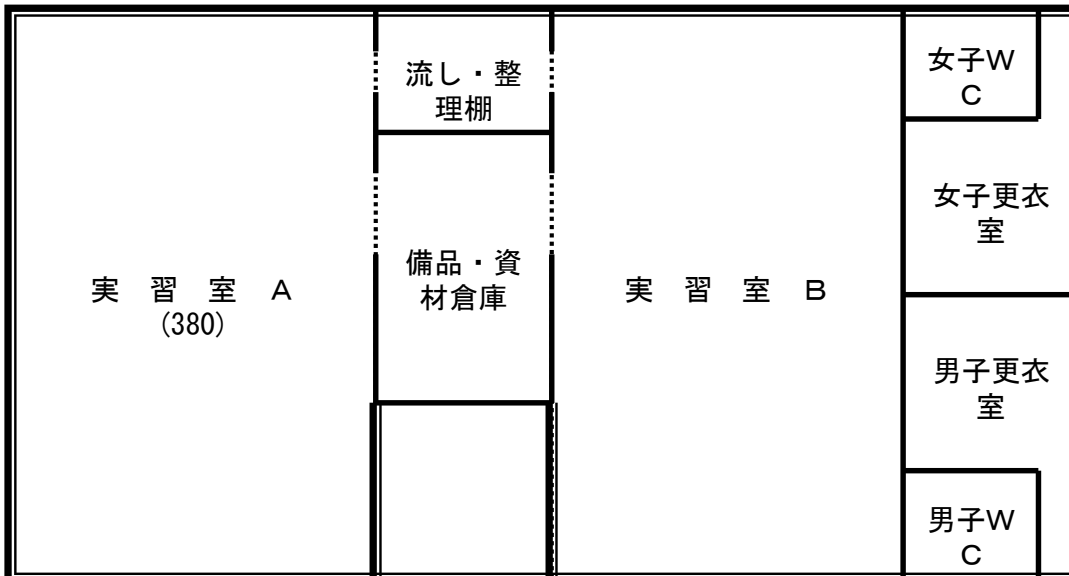 流し・整
理棚
女子Ｗ
Ｃ
女子更衣
室
備品・資
材倉庫
実　習　室　Ａ
(380)
実　習　室　Ｂ
男子更衣
室
男子Ｗ
Ｃ